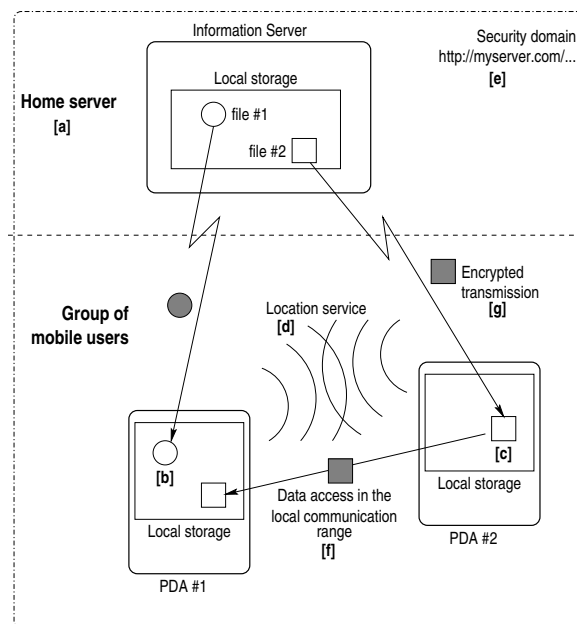 Information Server
Security domain
http://myserver.com/...
[e]
Local storage
Home server
[a]
file #1
file #2
Encrypted
transmission
[g]
Group of
mobile users
Location service
[d]
[b]
[c]
Local storage
Data access in the
local communication
range
[f]
Local storage
PDA #2
PDA #1